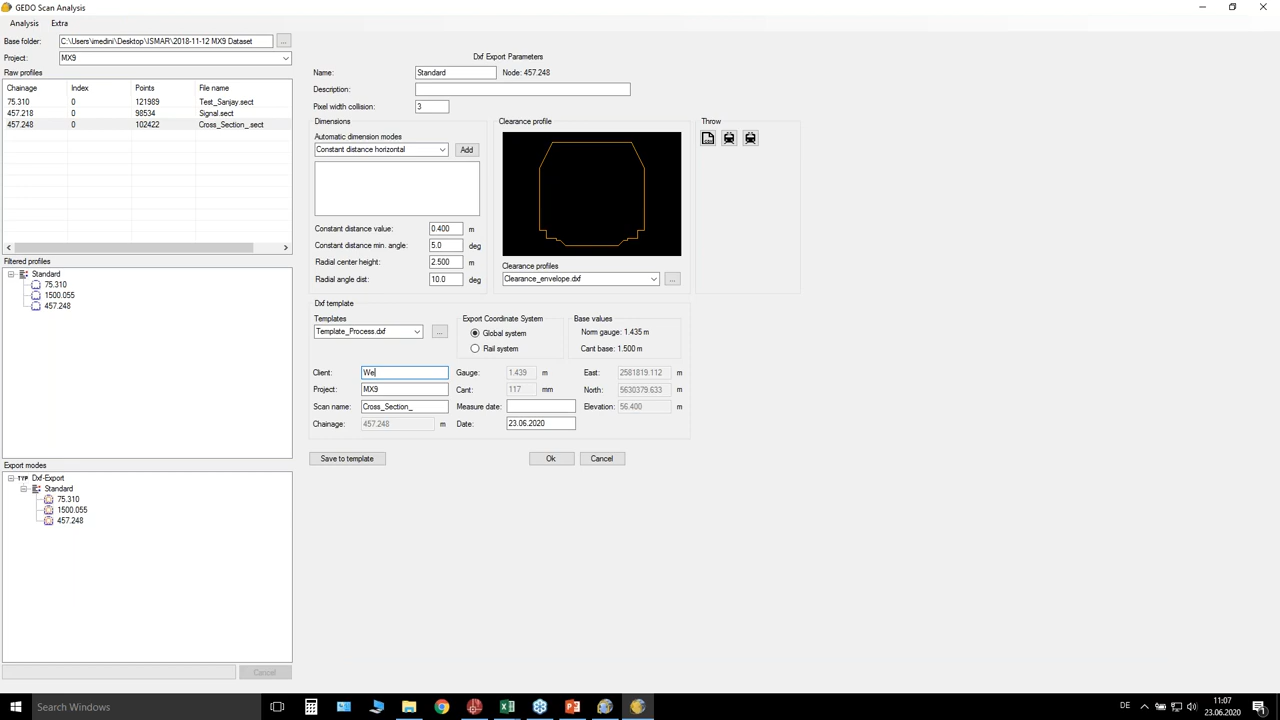 GEDO Scan Analysis
Analysis Extra
Base folder: C:\Users\imedini\Desktop\ISMAR\2018-11-12 MX9 Dataset ...
Project: MX9
Raw profiles
Chainage Index Points File name
75.310 0 121989 Test_Sanjay.sect
457.218 0 98534 Signal.sect
457.248 0 102422 Cross_Section_.sect
Filtered profiles
Standard
75.310
1500.055
457.248
Export modes
TYP Dxf-Export
Standard
75.310
1500.055
457.248
Cancel
Dxf Export Parameters
Name: Standard Node: 457.248
Description:
Pixel width collision: 3
Dimensions
Automatic dimension modes
Constant distance horizontal Add
Constant distance value: 0.400 m
Constant distance min. angle: 5.0 deg
Radial center height: 2.500 m
Radial angle dist: 10.0 deg
Clearance profile
Clearance profiles
Clearance_envelope.dxf ...
Throw
Dxf template
Templates
Template_Process.dxf ...
Export Coordinate System
Global system
Rail system
Base values
Norm gauge: 1.435 m
Cant base: 1.500 m
Client: We Gauge: 1.439 m East: 2581819.112 m
Project: MX9 Cant: 117 mm North: 5630379.633 m
Scan name: Cross_Section_ Measure date: Elevation: 56.400 m
Chainage: 457.248 m Date: 23.06.2020
Save to template Ok Cancel
Search Windows
DE 11:07
23.06.2020